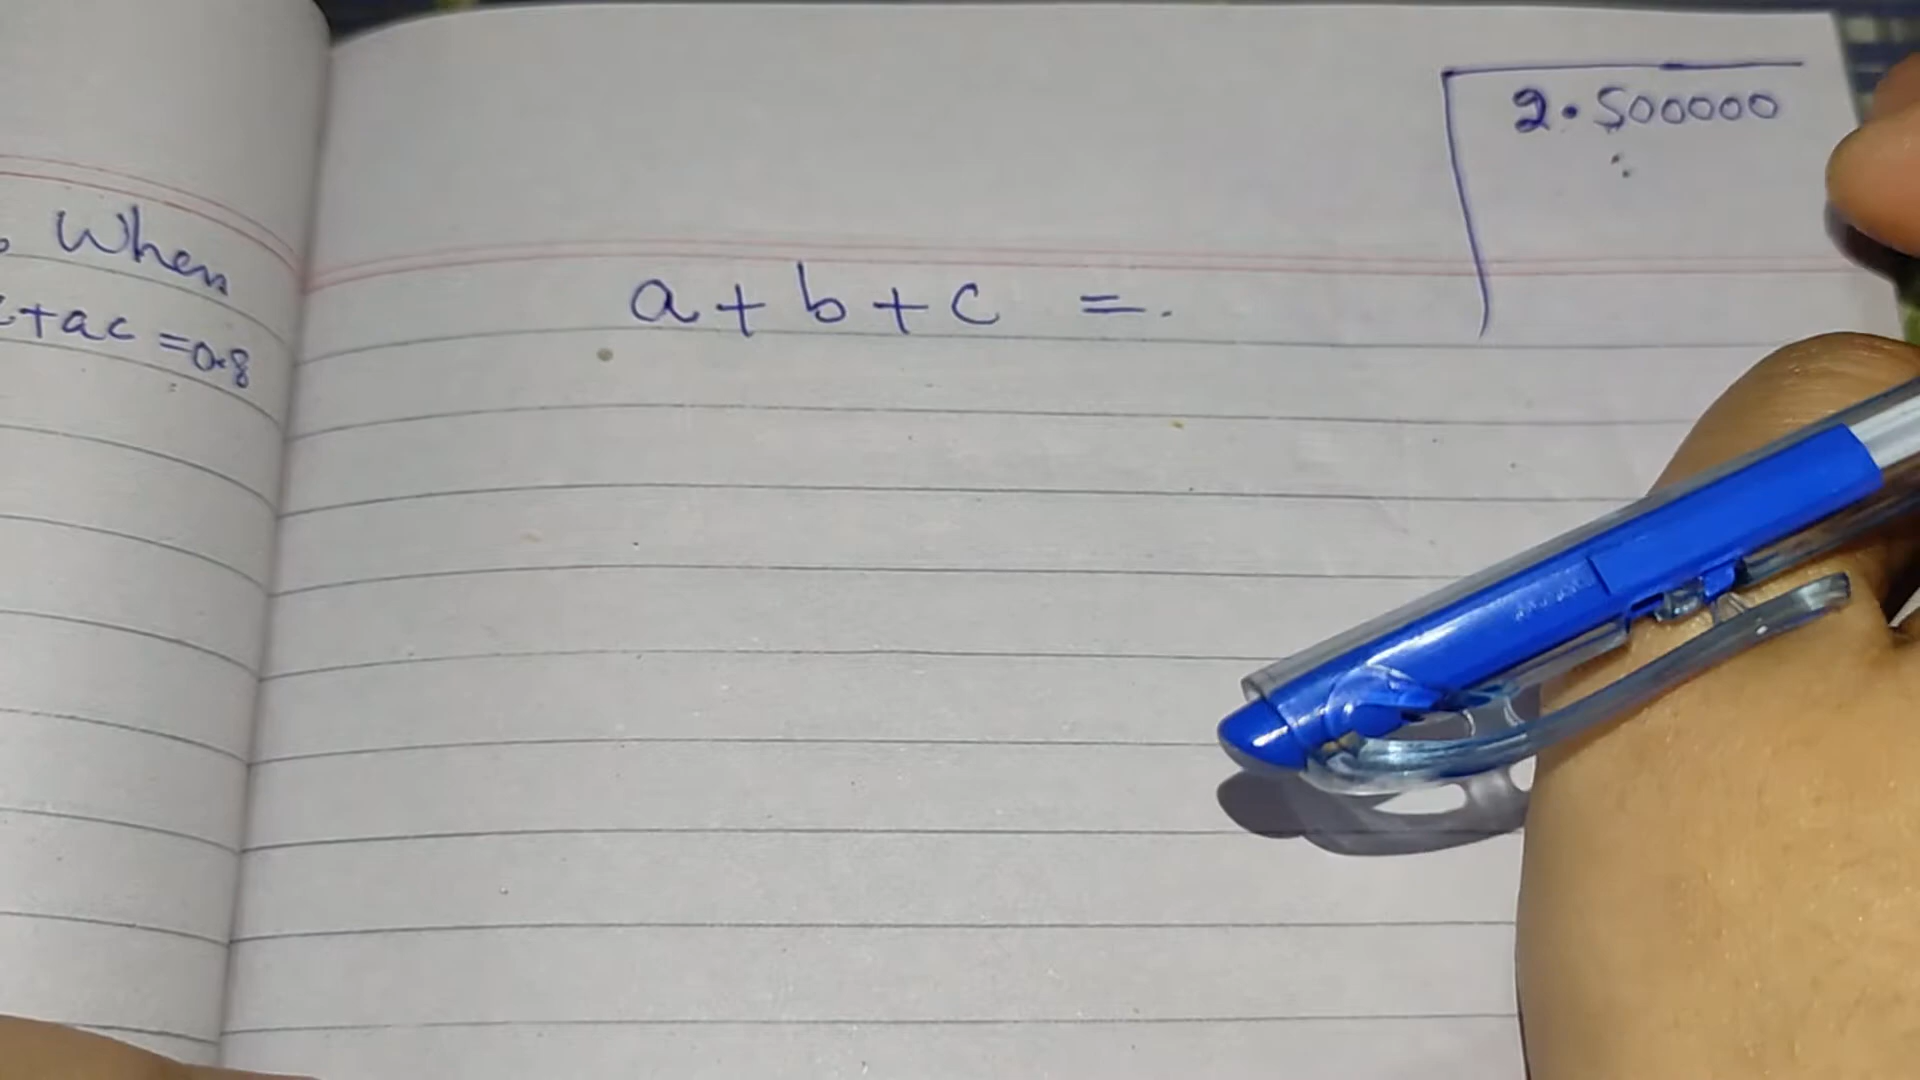 When
+ac =0.8
a+b+c =
2.500000